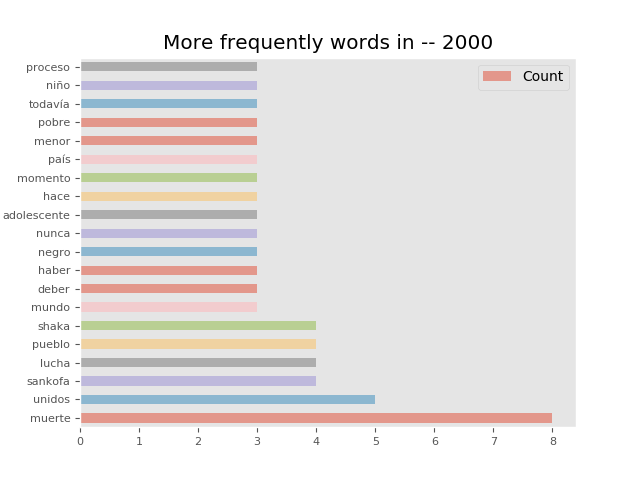 More frequently words in -- 2000
Count
proceso
niño
todavía
pobre
menor
país
momento
hace
adolescente
nunca
negro
haber
deber
mundo
shaka
pueblo
lucha
sankofa
unidos
muerte
0 1 2 3 4 5 6 7 8